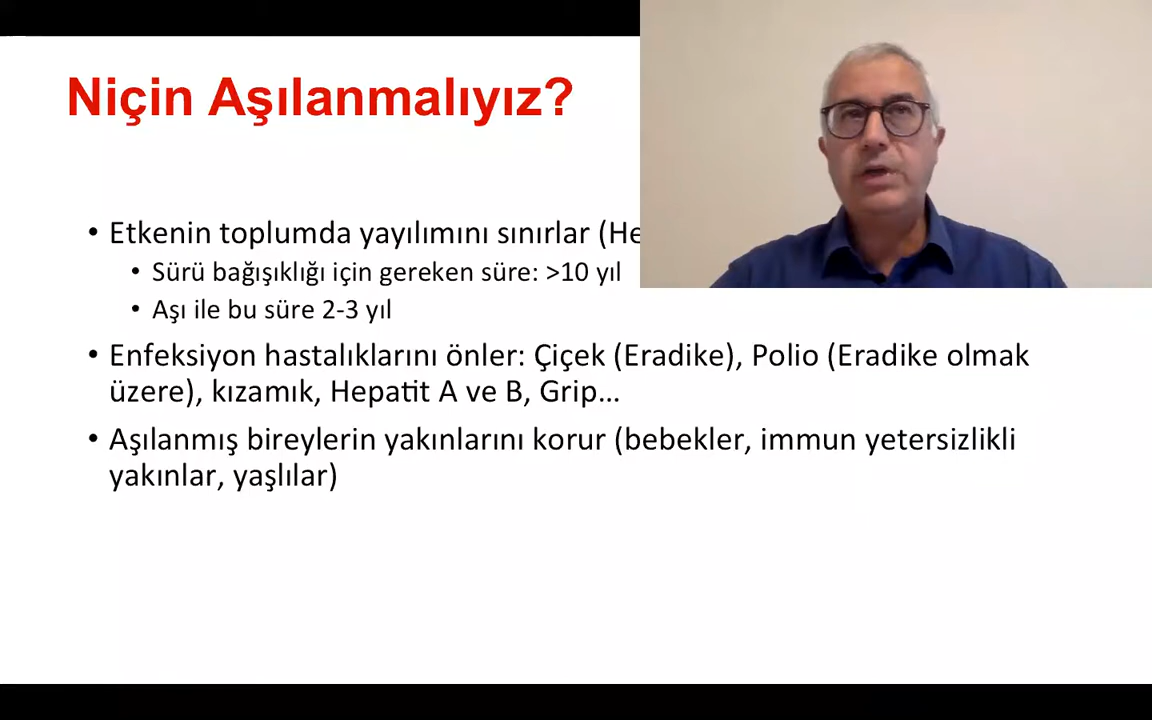 Niçin Aşılanmalıyız?
• Etkenin toplumda yayılımını sınırlar
• Sürü bağışıklığı için gereken süre: >10 yıl
• Aşı ile bu süre 2-3 yıl
• Enfeksiyon hastalıklarını önler: Çiçek (Eradike), Polio (Eradike olmak
üzere), kızamık, Hepatit A ve B, Grip...
• Aşılanmış bireylerin yakınlarını korur (bebekler, immun yetersizlikli
yakınlar, yaşlılar)